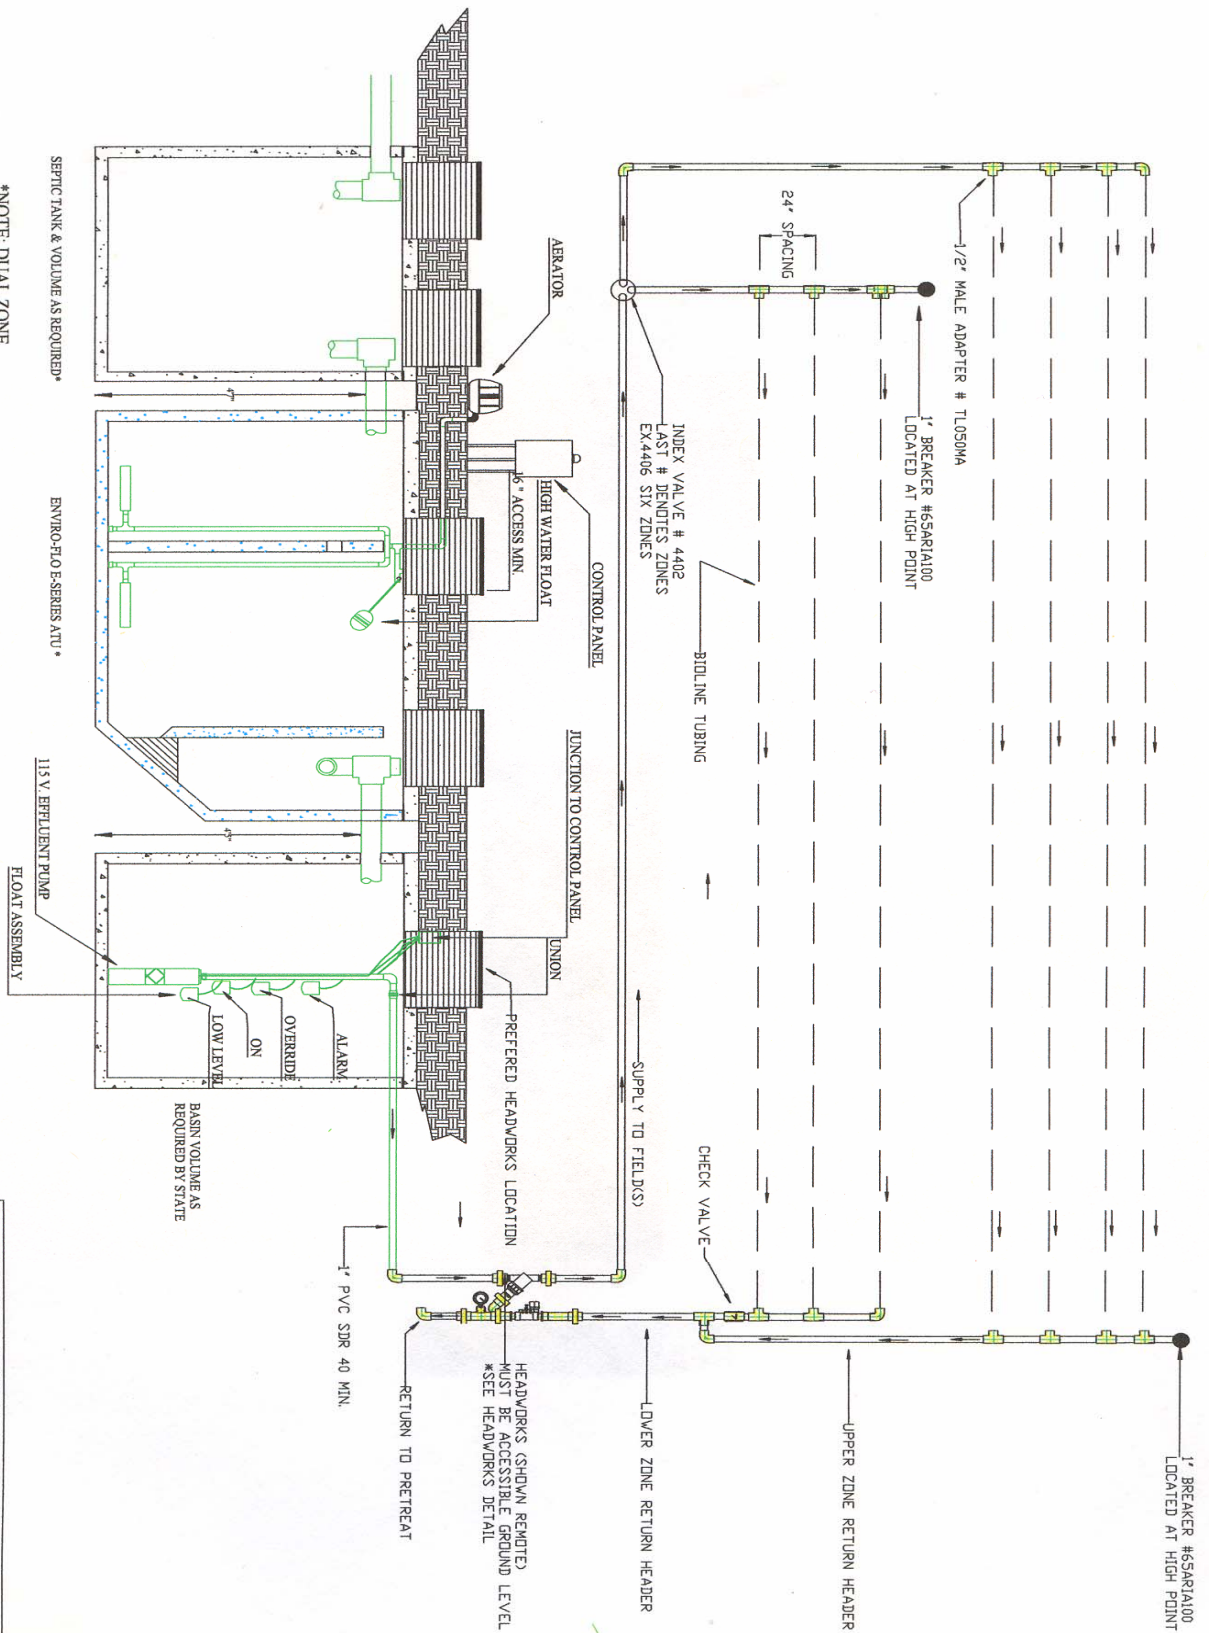 1" BREAKER #65ARIA100
LOCATED AT HIGH POINT
UPPER ZONE RETURN HEADER
1" BREAKER #65ARIA100
LOCATED AT HIGH POINT
1/2" MALE ADAPTER # TL050MA
24" SPACING
CHECK VALVE
LOWER ZONE RETURN HEADER
BIOLINE TUBING
INDEX VALVE # 4402
LAST # DENOTES ZONES
EX.4406 SIX ZONES
SUPPLY TO FIELD(S)
HEADWORKS (SHOWN REMOTE)
MUST BE ACCESSIBLE GROUND LEVEL
*SEE HEADWORKS DETAIL
RETURN TO PRETREAT
AERATOR
CONTROL PANEL
HIGH WATER FLOAT
16" ACCESS MIN.
JUNCTION TO CONTROL PANEL
UNION
PREFERED HEADWORKS LOCATION
1" PVC SDR 40 MIN.
ALARM
OVERRIDE
ON
LOW LEVEL
BASIN VOLUME AS
REQUIRED BY STATE
47"
45"
SEPTIC TANK & VOLUME AS REQUIRED*
ENVIRO-FLO E-SERIES ATU *
115 V. EFFLUENT PUMP
FLOAT ASSEMBLY
*NOTE: DUAL ZONE